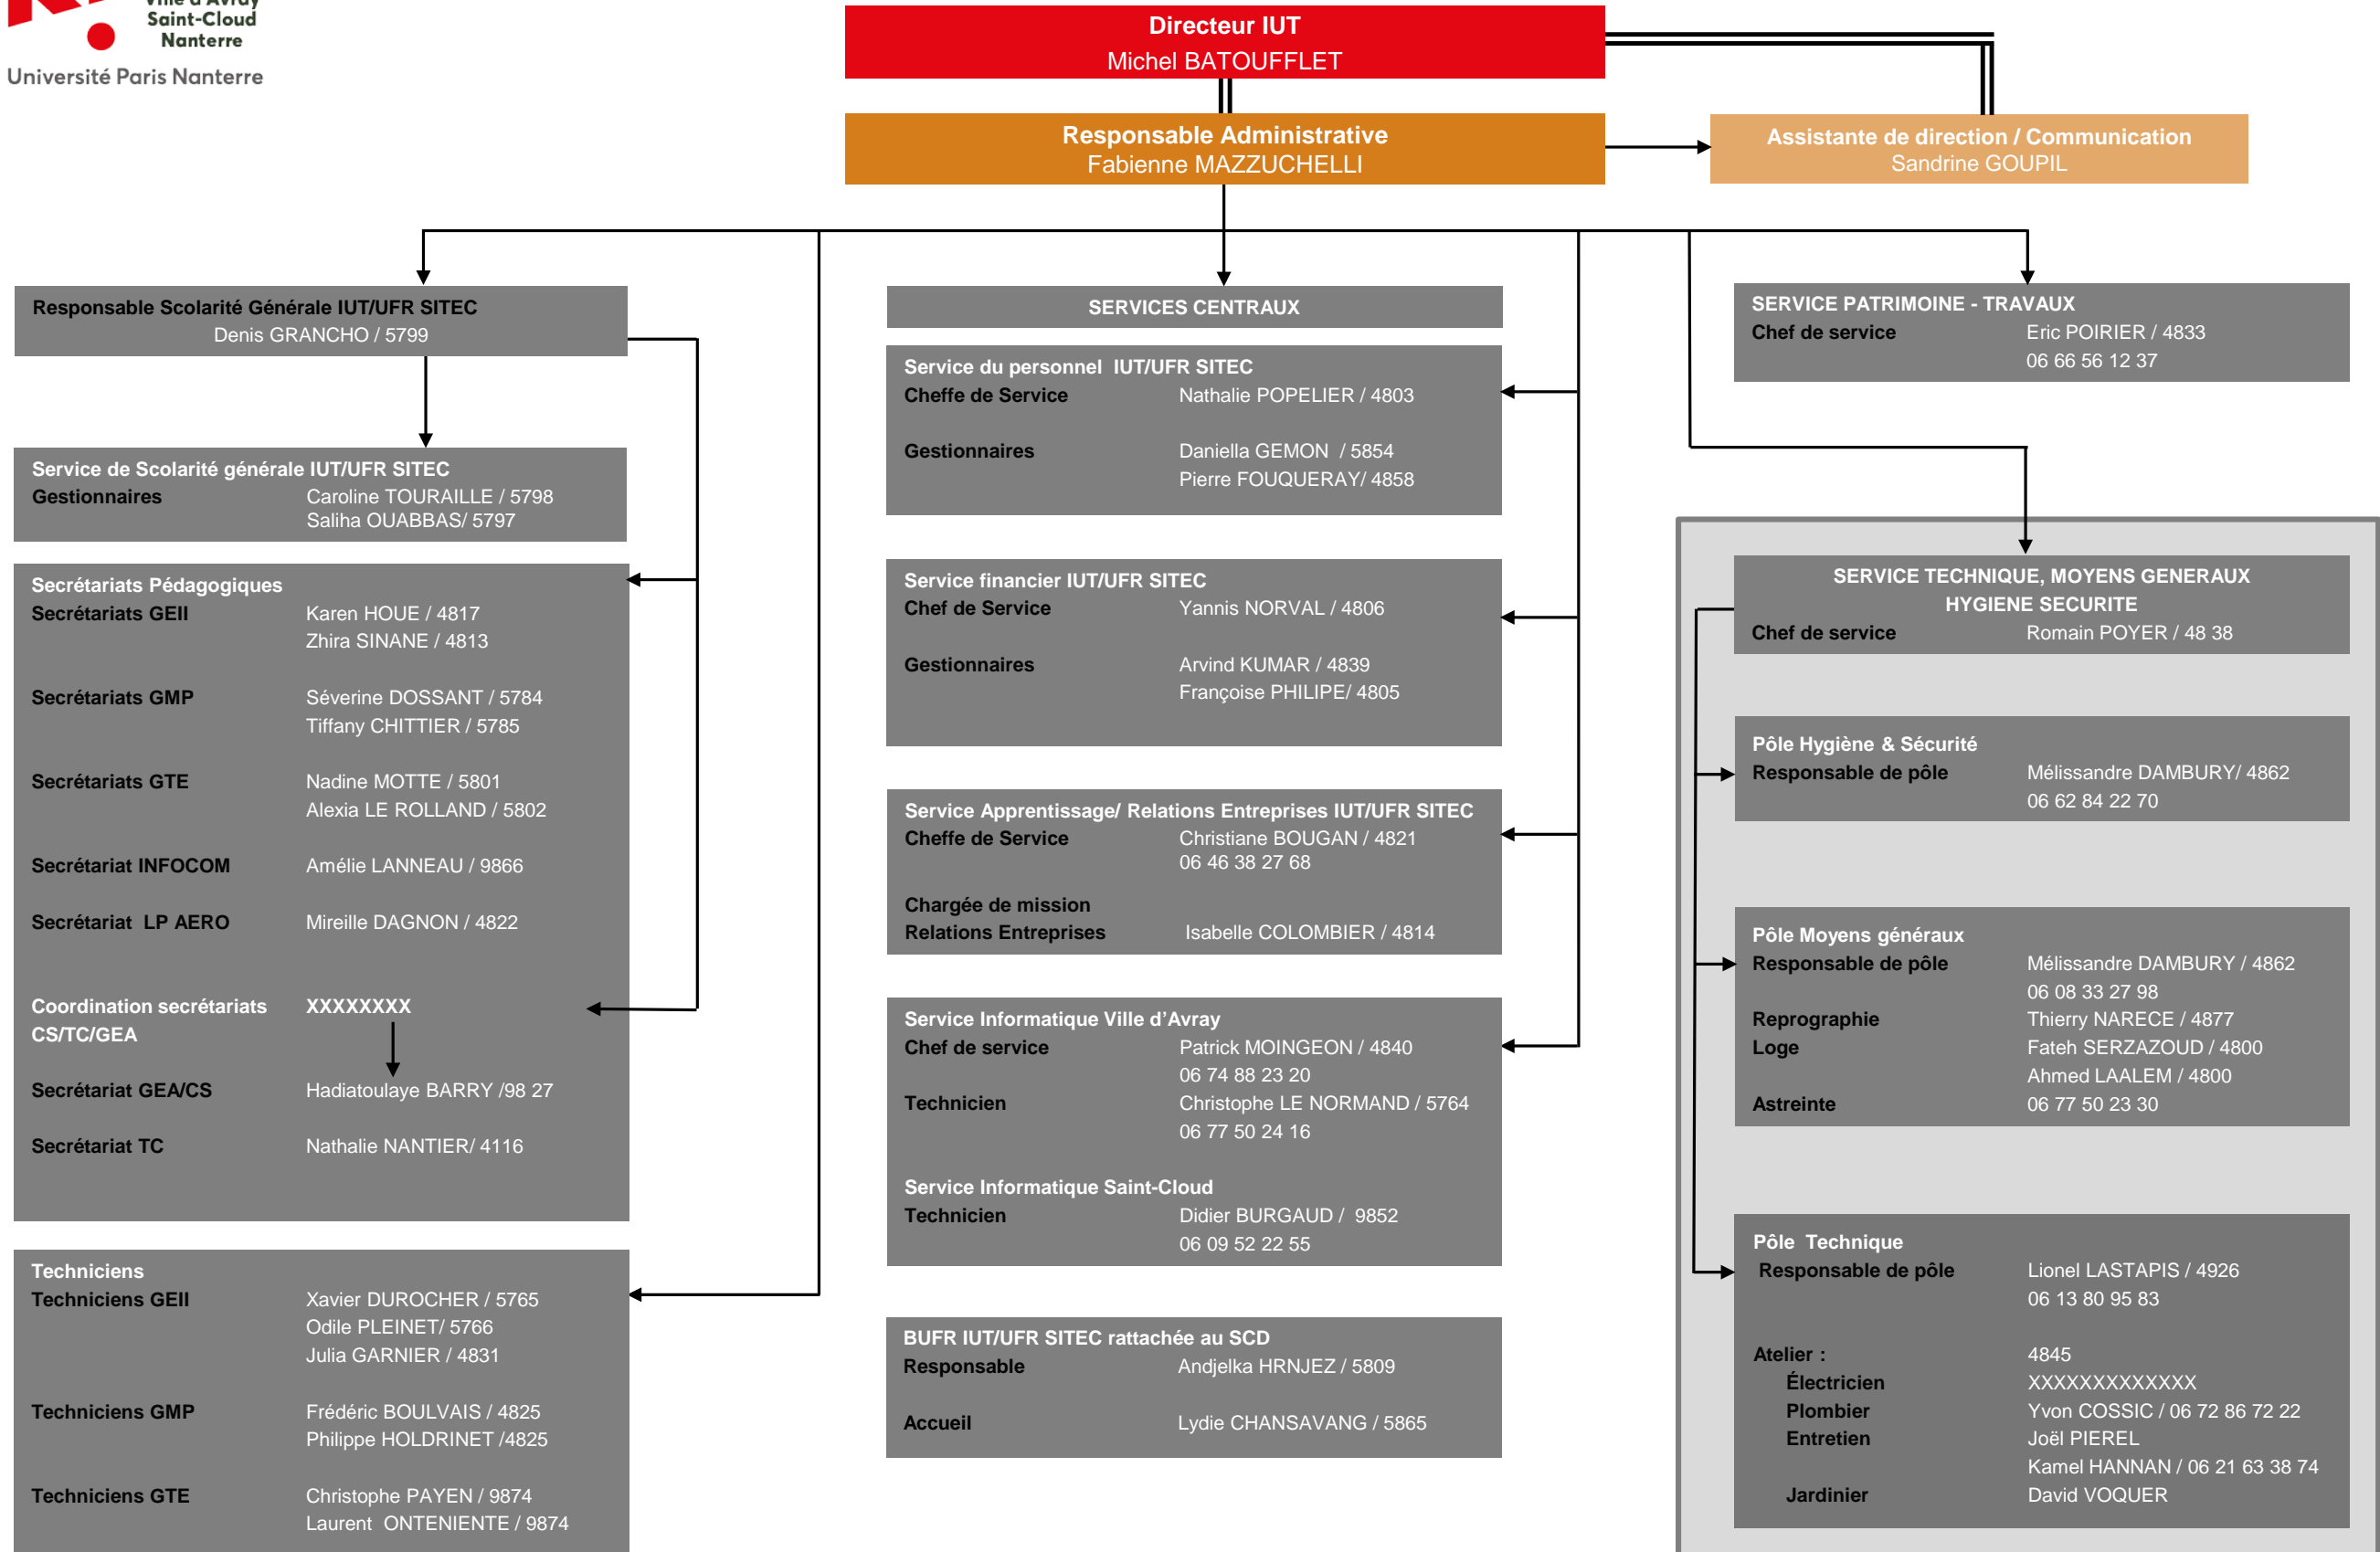 Ville d'Avray
Saint-Cloud
Nanterre
Université Paris Nanterre
Directeur IUT
Michel BATOUFFLET
Responsable Administrative
Fabienne MAZZUCHELLI
Assistante de direction / Communication
Sandrine GOUPIL
Responsable Scolarité Générale IUT/UFR SITEC
Denis GRANCHO / 5799
Service de Scolarité générale IUT/UFR SITEC
Gestionnaires Caroline TOURAILLE / 5798
Saliha OUABBAS/ 5797
Secrétariats Pédagogiques
Secrétariats GEII Karen HOUE / 4817
Zhira SINANE / 4813
Secrétariats GMP Séverine DOSSANT / 5784
Tiffany CHITTIER / 5785
Secrétariats GTE Nadine MOTTE / 5801
Alexia LE ROLLAND / 5802
Secrétariat INFOCOM Amélie LANNEAU / 9866
Secrétariat LP AERO Mireille DAGNON / 4822
Coordination secrétariats XXXXXXXX
CS/TC/GEA
Secrétariat GEA/CS Hadiatoulaye BARRY /98 27
Secrétariat TC Nathalie NANTIER/ 4116
Techniciens
Techniciens GEII Xavier DUROCHER / 5765
Odile PLEINET/ 5766
Julia GARNIER / 4831
Techniciens GMP Frédéric BOULVAIS / 4825
Philippe HOLDRINET /4825
Techniciens GTE Christophe PAYEN / 9874
Laurent ONTENIENTE / 9874
SERVICES CENTRAUX
Service du personnel IUT/UFR SITEC
Cheffe de Service Nathalie POPELIER / 4803
Gestionnaires Daniella GEMON / 5854
Pierre FOUQUERAY/ 4858
Service financier IUT/UFR SITEC
Chef de Service Yannis NORVAL / 4806
Gestionnaires Arvind KUMAR / 4839
Françoise PHILIPE/ 4805
Service Apprentissage/ Relations Entreprises IUT/UFR SITEC
Cheffe de Service Christiane BOUGAN / 4821
06 46 38 27 68
Chargée de mission
Relations Entreprises Isabelle COLOMBIER / 4814
Service Informatique Ville d’Avray
Chef de service Patrick MOINGEON / 4840
06 74 88 23 20
Technicien Christophe LE NORMAND / 5764
06 77 50 24 16
Service Informatique Saint-Cloud
Technicien Didier BURGAUD / 9852
06 09 52 22 55
BUFR IUT/UFR SITEC rattachée au SCD
Responsable Andjelka HRNJEZ / 5809
Accueil Lydie CHANSAVANG / 5865
SERVICE PATRIMOINE - TRAVAUX
Chef de service Eric POIRIER / 4833
06 66 56 12 37
SERVICE TECHNIQUE, MOYENS GENERAUX
HYGIENE SECURITE
Chef de service Romain POYER / 48 38
Pôle Hygiène & Sécurité
Responsable de pôle Mélissandre DAMBURY/ 4862
06 62 84 22 70
Pôle Moyens généraux
Responsable de pôle Mélissandre DAMBURY / 4862
06 08 33 27 98
Reprographie Thierry NARECE / 4877
Loge Fateh SERZAZOUD / 4800
Ahmed LAALEM / 4800
Astreinte 06 77 50 23 30
Pôle Technique
Responsable de pôle Lionel LASTAPIS / 4926
06 13 80 95 83
Atelier : 4845
Électricien XXXXXXXXXXXXX
Plombier Yvon COSSIC / 06 72 86 72 22
Entretien Joël PIEREL
Kamel HANNAN / 06 21 63 38 74
Jardinier David VOQUER